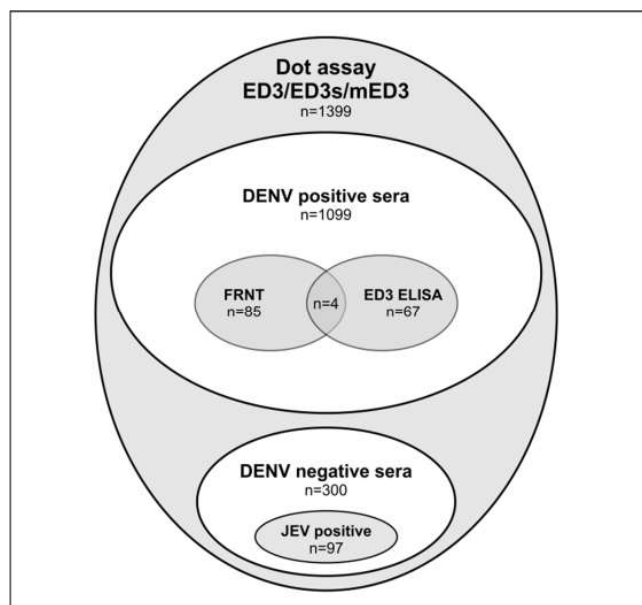 Dot assay
ED3/ED3s/mED3
n=1399
DENV positive sera
n=1099
FRNT
n=85
n=4
ED3 ELISA
n=67
DENV negative sera
n=300
JEV positive
n=97